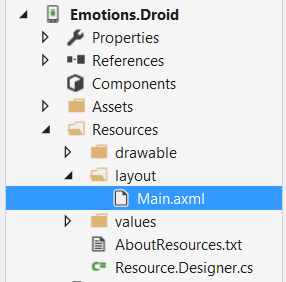 Emotions.Droid
Properties
References
Components
Assets
Resources
drawable
layout
Main.axml
values
AboutResources.txt
C# Resource.Designer.cs